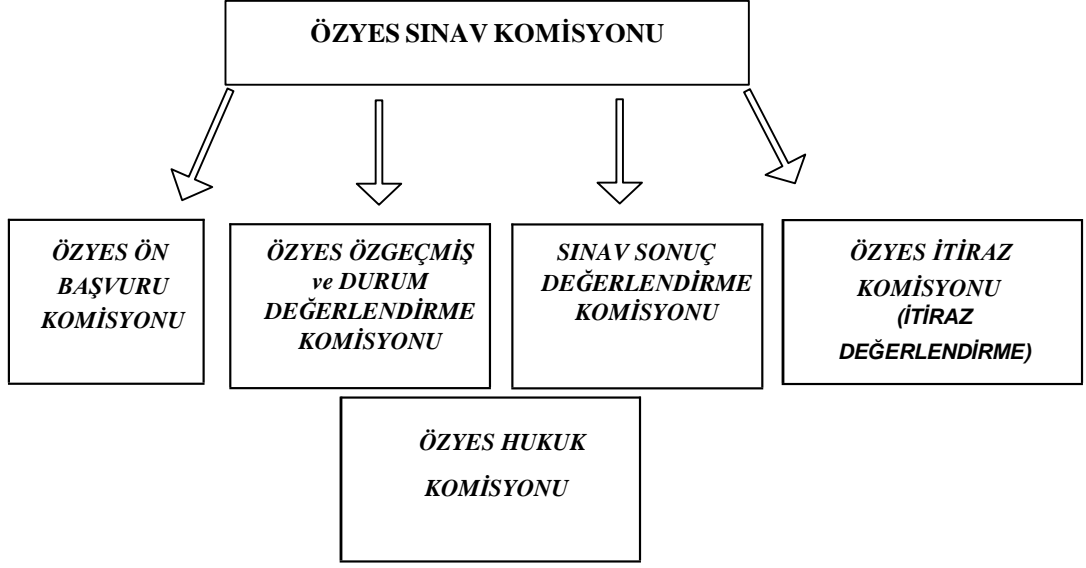 ÖZYES SINAV KOMİSYONU
ÖZYES ÖN
BAŞVURU
KOMİSYONU
ÖZYES ÖZGEÇMİŞ
ve DURUM
DEĞERLENDİRME
KOMİSYONU
SINAV SONUÇ
DEĞERLENDİRME
KOMİSYONU
ÖZYES İTİRAZ
KOMİSYONU
(İTİRAZ
DEĞERLENDİRME)
ÖZYES HUKUK
KOMİSYONU